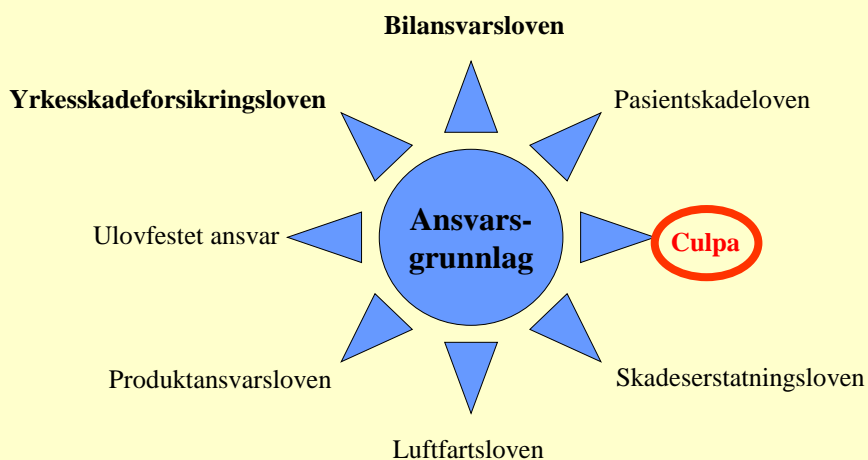 Bilansvarsloven
Yrkesskadeforsikringsloven
Pasientskadeloven
Ulovfestet ansvar
Ansvars-
grunnlag
Culpa
Produktansvarsloven
Skadeserstatningsloven
Luftfartsloven